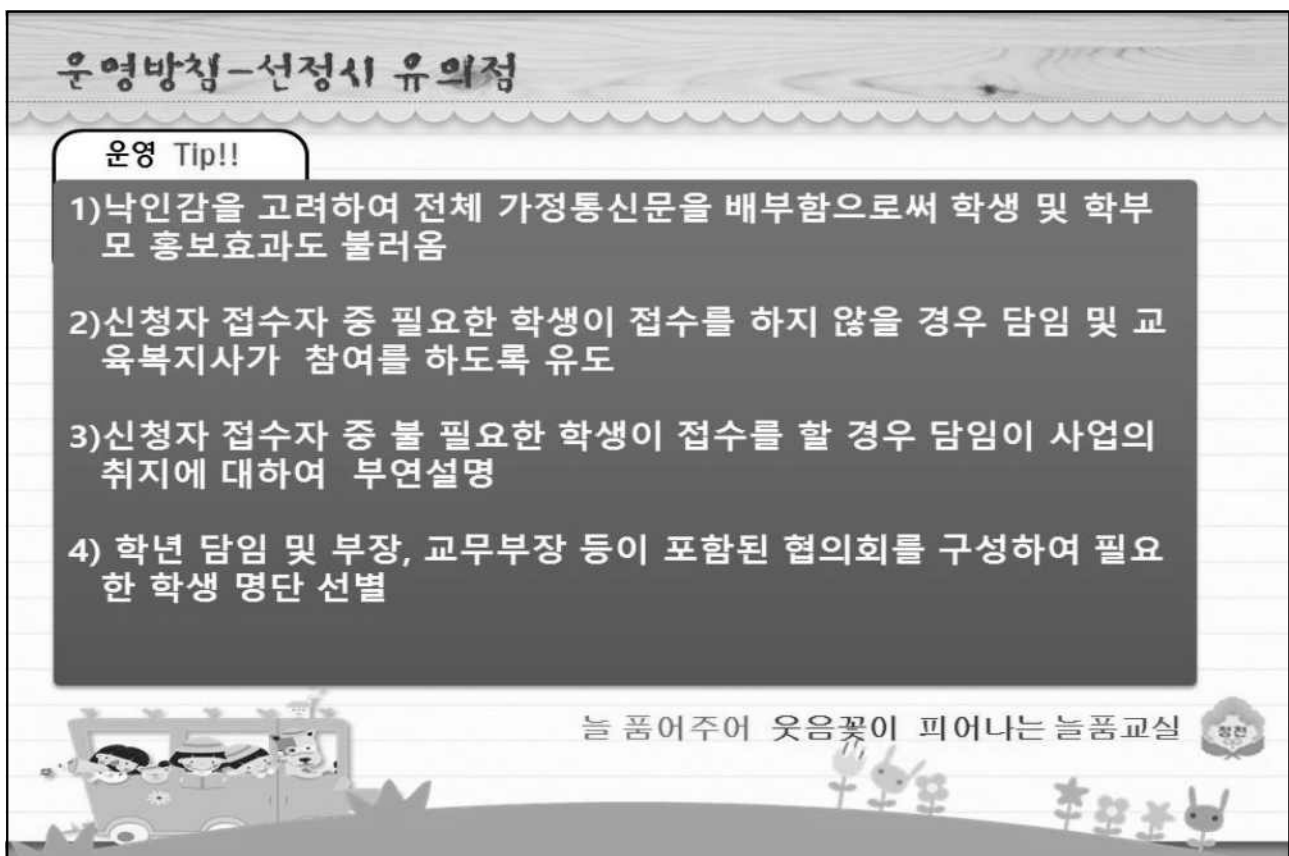 운영방침-선정시 유의점
운영 Tip!!
1)낙인감을 고려하여 전체 가정통신문을 배부함으로써 학생 및 학부
모 홍보효과도 불러옴
2)신청자 접수자 중 필요한 학생이 접수를 하지 않을 경우 담임 및 교
육복지사가  참여를 하도록 유도
3)신청자 접수자 중 불 필요한 학생이 접수를 할 경우 담임이 사업의
취지에 대하여  부연설명
4) 학년 담임 및 부장, 교무부장 등이 포함된 협의회를 구성하여 필요
한 학생 명단 선별
늘 품어주어 웃음꽃이 피어나는 늘품교실